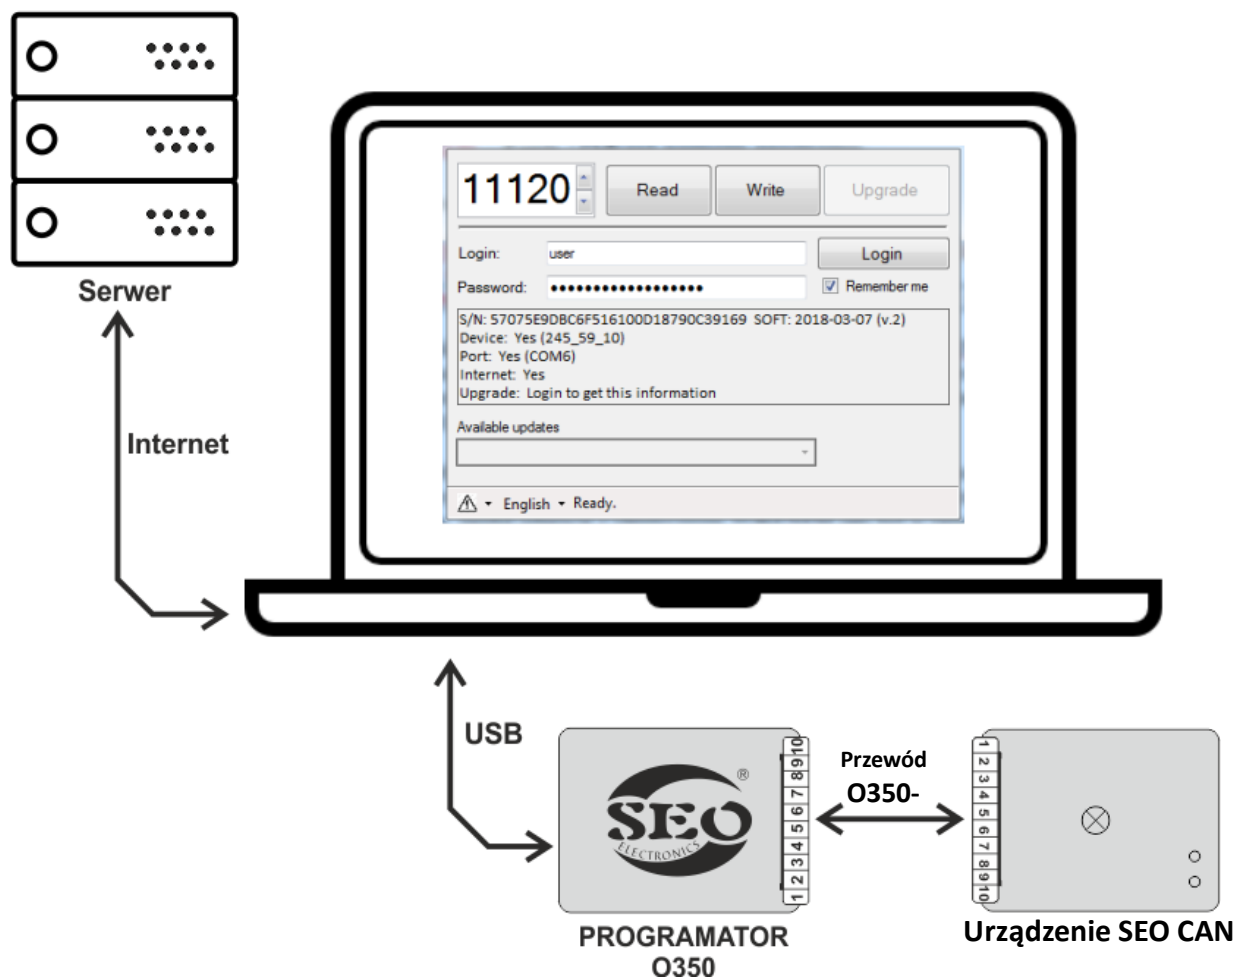 11120 Read Write Upgrade
Login: user Login
Password: ●●●●●●●●●●●●●●●●●● Remember me
S/N: 57075E9DBC6F516100D18790C39169 SOFT: 2018-03-07 (v.2)
Device: Yes (245_59_10)
Port: Yes (COM6)
Internet: Yes
Upgrade: Login to get this information
Available updates
English Ready.
Serwer
Internet
USB
SEO ®
ELECTRONICS
1 2 3 4 5 6 7 8 9 10
Przewód
O350-
1 2 3 4 5 6 7 8 9 10
PROGRAMATOR
O350
Urządzenie SEO CAN